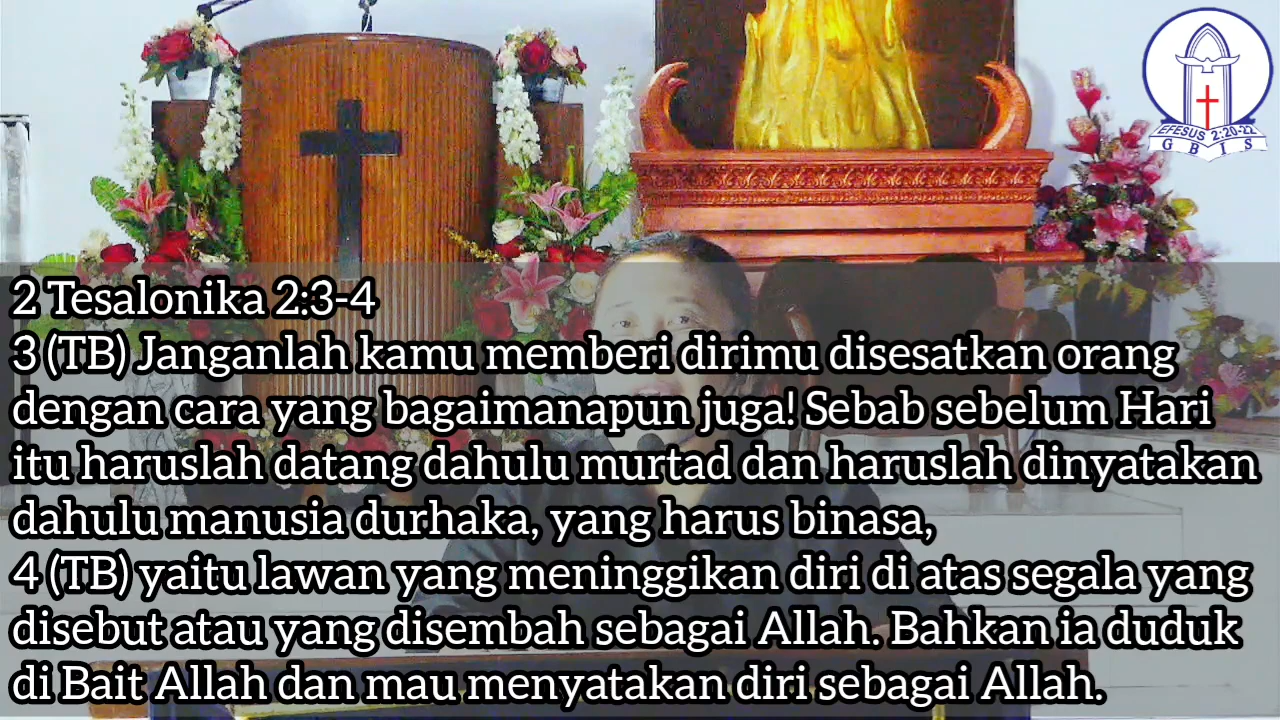 EFESUS 2:20-22
G B I S
2 Tesalonika 2:3-4
3 (TB) Janganlah kamu memberi dirimu disesatkan orang
dengan cara yang bagaimanapun juga! Sebab sebelum Hari
itu haruslah datang dahulu murtad dan haruslah dinyatakan
dahulu manusia durhaka, yang harus binasa,
4 (TB) yaitu lawan yang meninggikan diri di atas segala yang
disebut atau yang disembah sebagai Allah. Bahkan ia duduk
di Bait Allah dan mau menyatakan diri sebagai Allah.